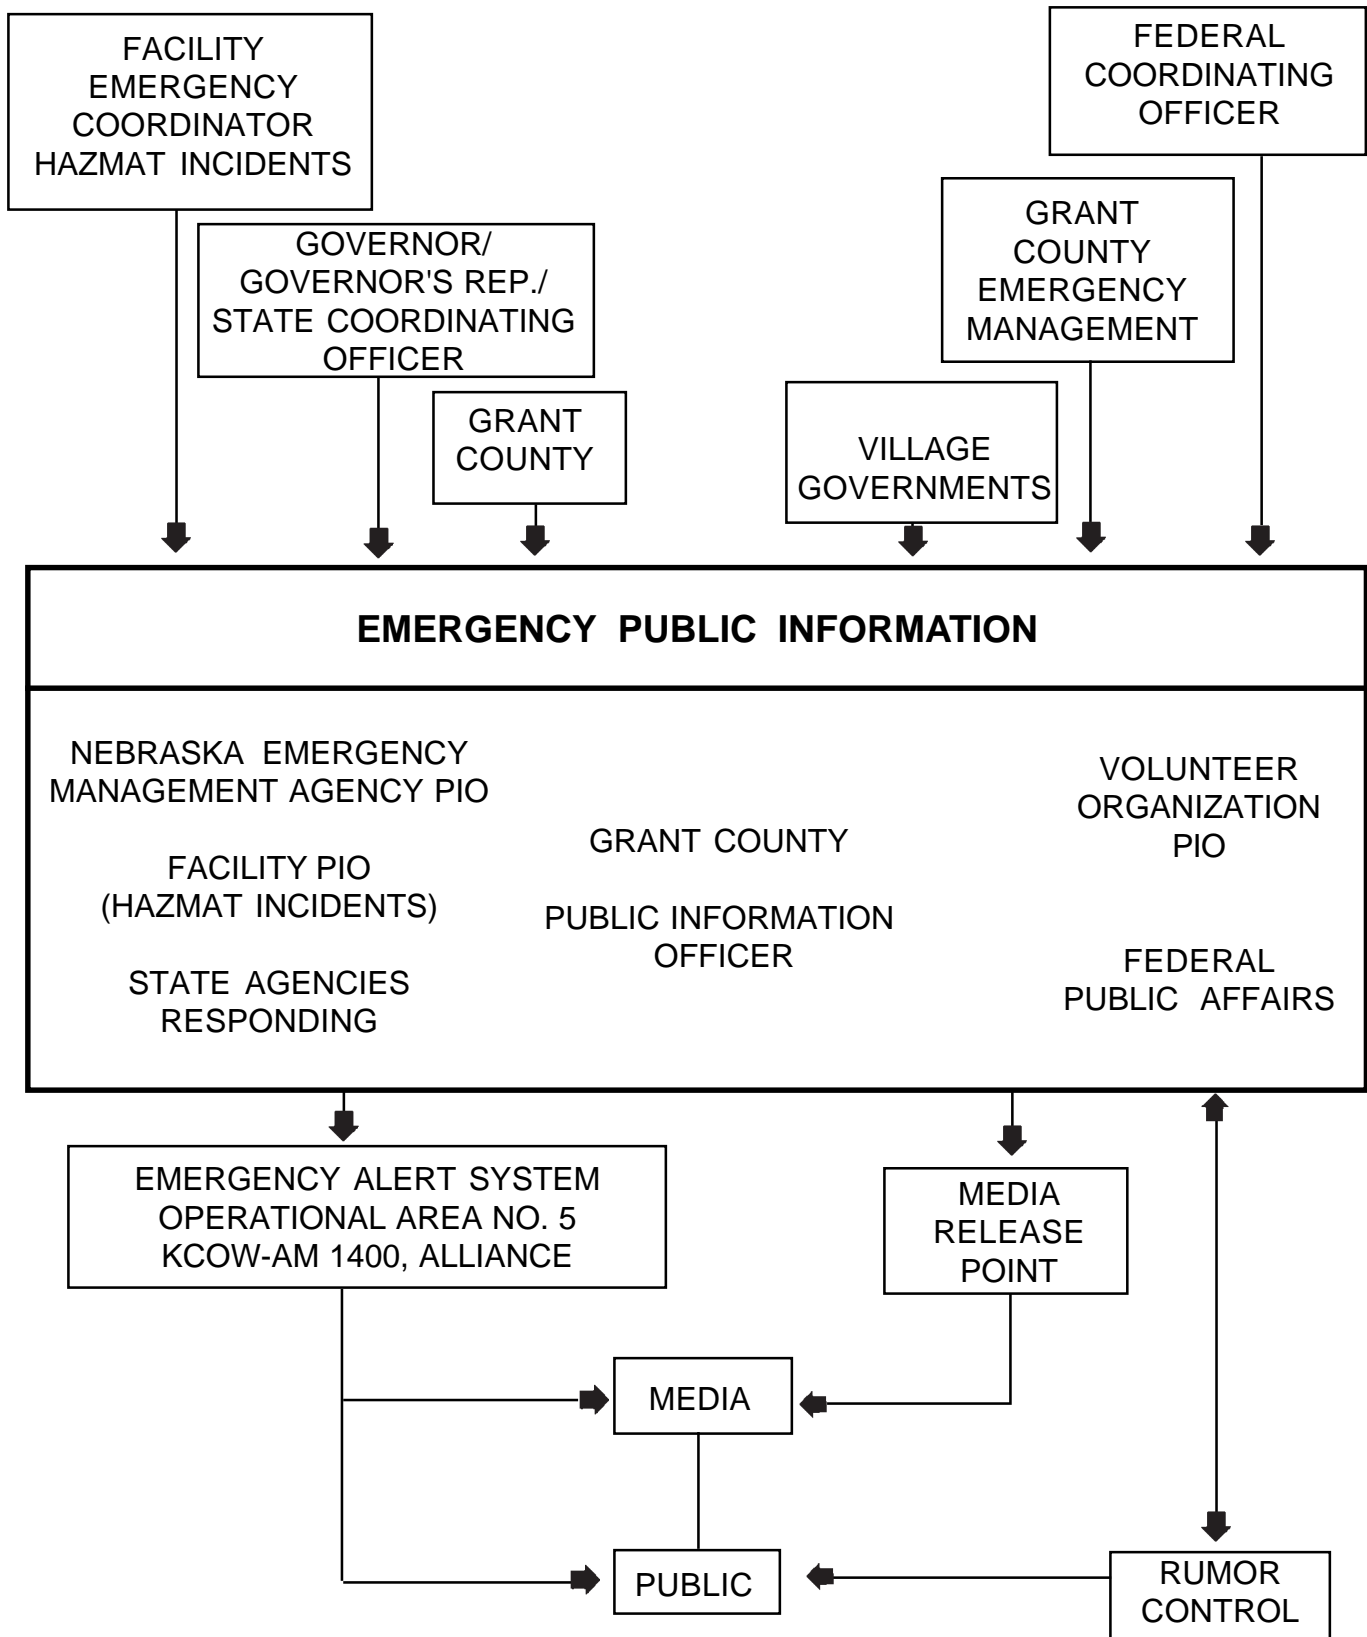 FACILITY
EMERGENCY
COORDINATOR
HAZMAT INCIDENTS
FEDERAL
COORDINATING
OFFICER
GOVERNOR/
GOVERNOR'S REP./
STATE COORDINATING
OFFICER
GRANT
COUNTY
EMERGENCY
MANAGEMENT
GRANT
COUNTY
VILLAGE
GOVERNMENTS
EMERGENCY PUBLIC INFORMATION
NEBRASKA EMERGENCY
MANAGEMENT AGENCY PIO
FACILITY PIO
(HAZMAT INCIDENTS)
STATE AGENCIES
RESPONDING
GRANT COUNTY
PUBLIC INFORMATION
OFFICER
VOLUNTEER
ORGANIZATION
PIO
FEDERAL
PUBLIC AFFAIRS
EMERGENCY ALERT SYSTEM
OPERATIONAL AREA NO. 5
KCOW-AM 1400, ALLIANCE
MEDIA
RELEASE
POINT
MEDIA
PUBLIC
RUMOR
CONTROL